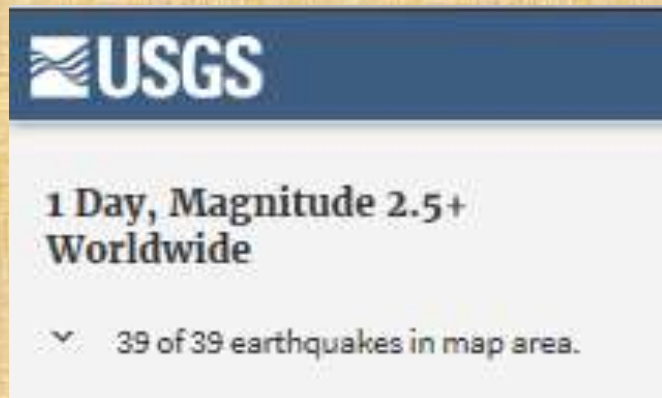 USGS
1 Day, Magnitude 2.5+
Worldwide
39 of 39 earthquakes in map area.